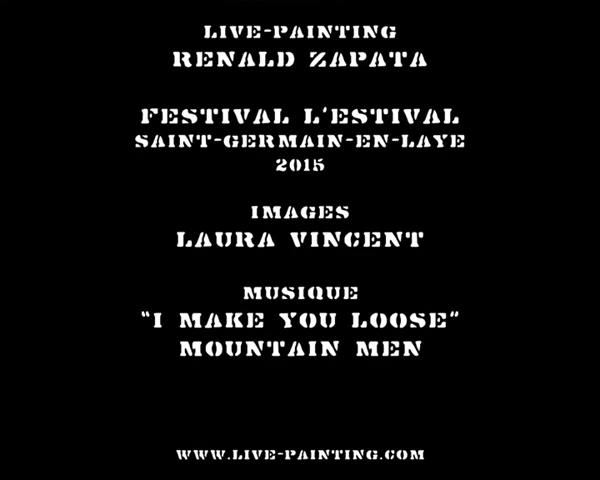 LIVE-PAINTING
RENALD ZAPATA
FESTIVAL L'ESTIVAL
SAINT-GERMAIN-EN-LAYE
2015
IMAGES
LAURA VINCENT
MUSIQUE
"I MAKE YOU LOOSE"
MOUNTAIN MEN
WWW.LIVE-PAINTING.COM